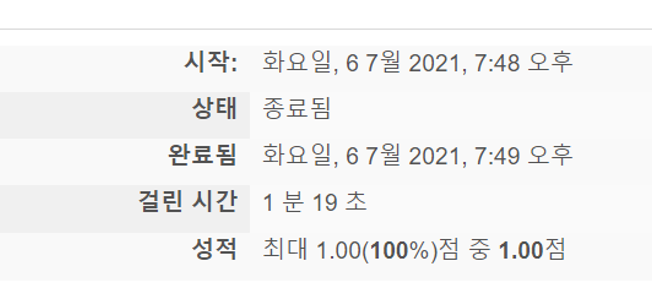 시작: 화요일, 6 7월 2021, 7:48 오후
상태 종료됨
완료됨 화요일, 6 7월 2021, 7:49 오후
걸린 시간 1 분 19 초
성적 최대 1.00(100%)점 중 1.00점